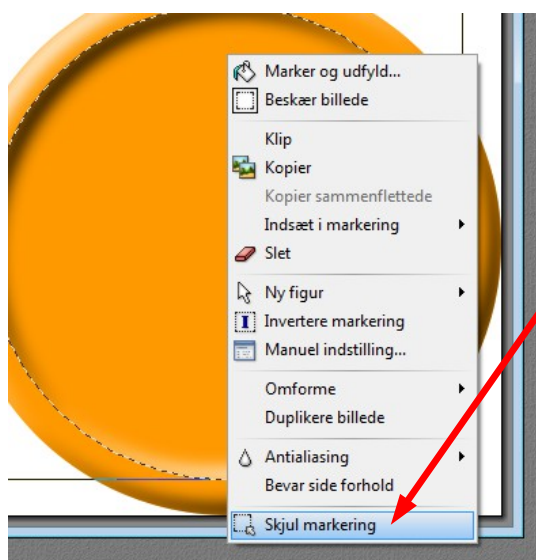 Marker og udfyld...
Beskær billede
Klip
Kopier
Kopier sammenflettede
Indsæt i markering
Slet
Ny figur
Invertere markering
Manuel indstilling...
Omforme
Duplikere billede
Antialiasing
Bevar side forhold
Skjul markering